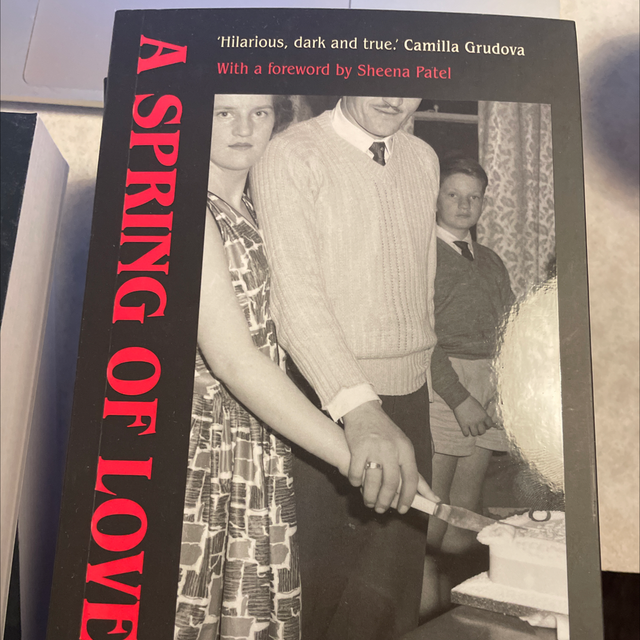 'Hilarious, dark and true.' Camilla Grudova
With a foreword by Sheena Patel
A SPRING OF LOVE